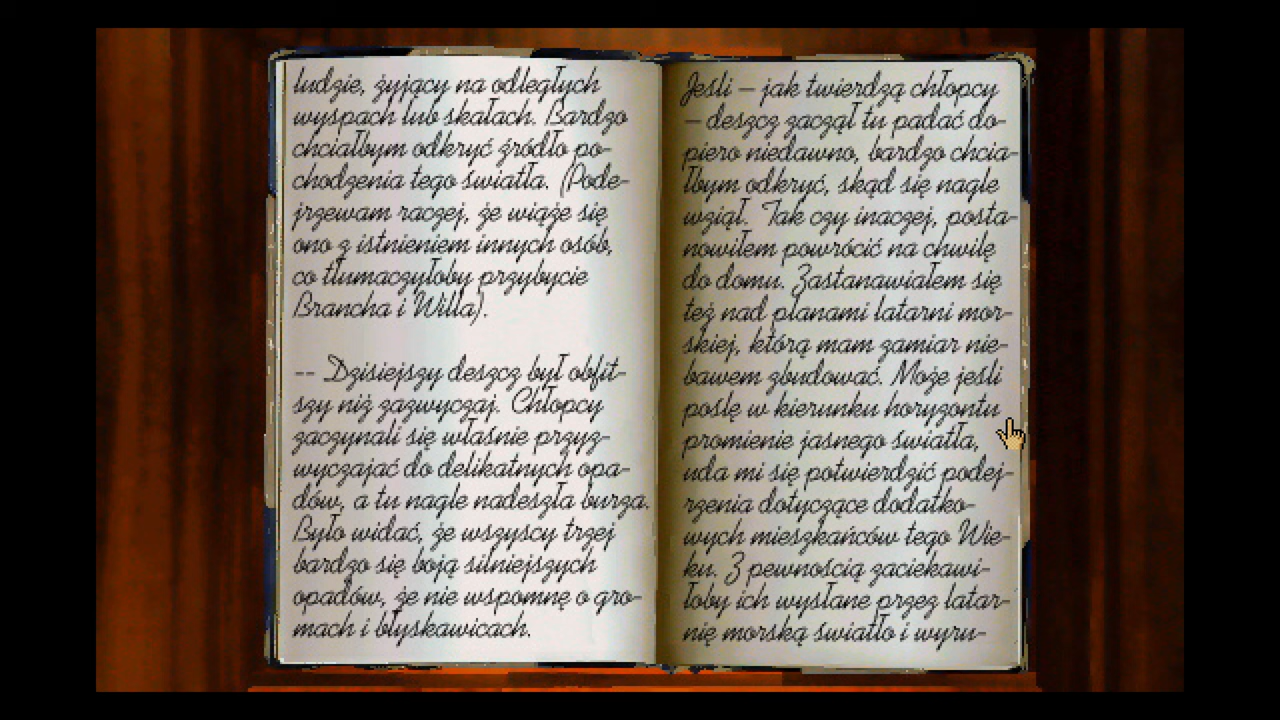 ludzie, żyjący na odległych
wyspach lub skałach. Bardzo
chciałbym odkryć źródło po-
chodzenia tego światła. (Pode-
jrzewam raczej, że wiąże się
ono z istnieniem innych osób,
co tłumaczyłoby przybycie
Brancha i Willa).
-- Dzisiejszy deszcz był obfit-
szy niż zazwyczaj. Chłopcy
zaczynali się właśnie przyz-
wyczajać do delikatnych opa-
dów, a tu nagle nadeszła burza.
Było widać, że wszyscy trzej
bardzo się boją silniejszych
opadów, że nie wspomnę o gro-
mach i błyskawicach.
Jeśli – jak twierdzą chłopcy
– deszcz zaczął tu padać do-
piero niedawno, bardzo chcia-
łbym odkryć, skąd się nagle
wziął. Tak czy inaczej, posta-
nowiłem powrócić na chwilę
do domu. Zastanawiałem się
też nad planami latarni mor-
skiej, którą mam zamiar nie-
bawem zbudować. Może jeśli
poślę w kierunku horyzontu
promienie jasnego światła,
uda mi się potwierdzić podej-
rzenia dotyczące dodatko-
wych mieszkańców tego Wie-
ku. Z pewnością zaciekawi-
łoby ich wysłane przez latar-
nię morską światło i wyru-